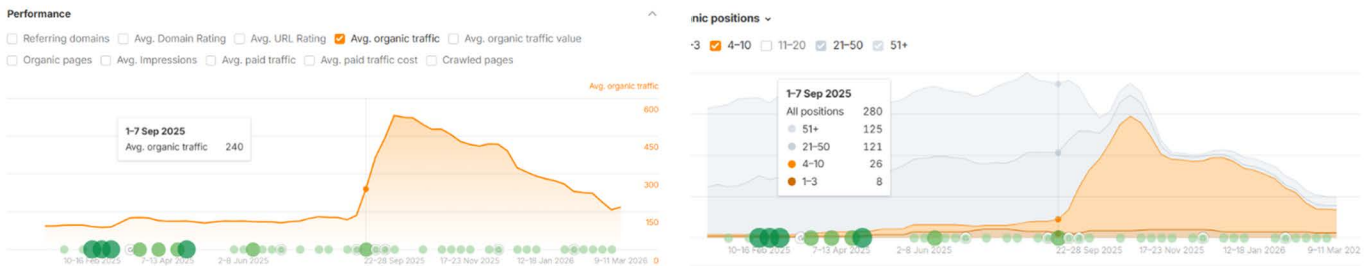 Performance
Referring domains Avg. Domain Rating Avg. URL Rating Avg. organic traffic Avg. organic traffic value
Organic pages Avg. Impressions Avg. paid traffic Avg. paid traffic cost Crawled pages
Avg. organic traffic
600
1–7 Sep 2025
Avg. organic traffic 240
450
300
150
10–16 Feb 2025 7–13 Apr 2025 2–8 Jun 2025 22–28 Sep 2025 17–23 Nov 2025 12–18 Jan 2026 9–11 Mar 2026 0
nic positions
-3 4–10 11–20 21–50 51+
1–7 Sep 2025
All positions 280
51+ 125
21–50 121
4–10 26
1–3 8
10–16 Feb 2025 7–13 Apr 2025 2–8 Jun 2025 22–28 Sep 2025 17–23 Nov 2025 12–18 Jan 2026 9–11 Mar 202